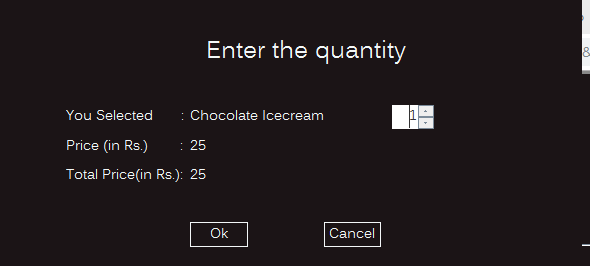 Enter the quantity
You Selected : Chocolate Icecream 1
Price (in Rs.) : 25
Total Price(in Rs.): 25
Ok Cancel
&